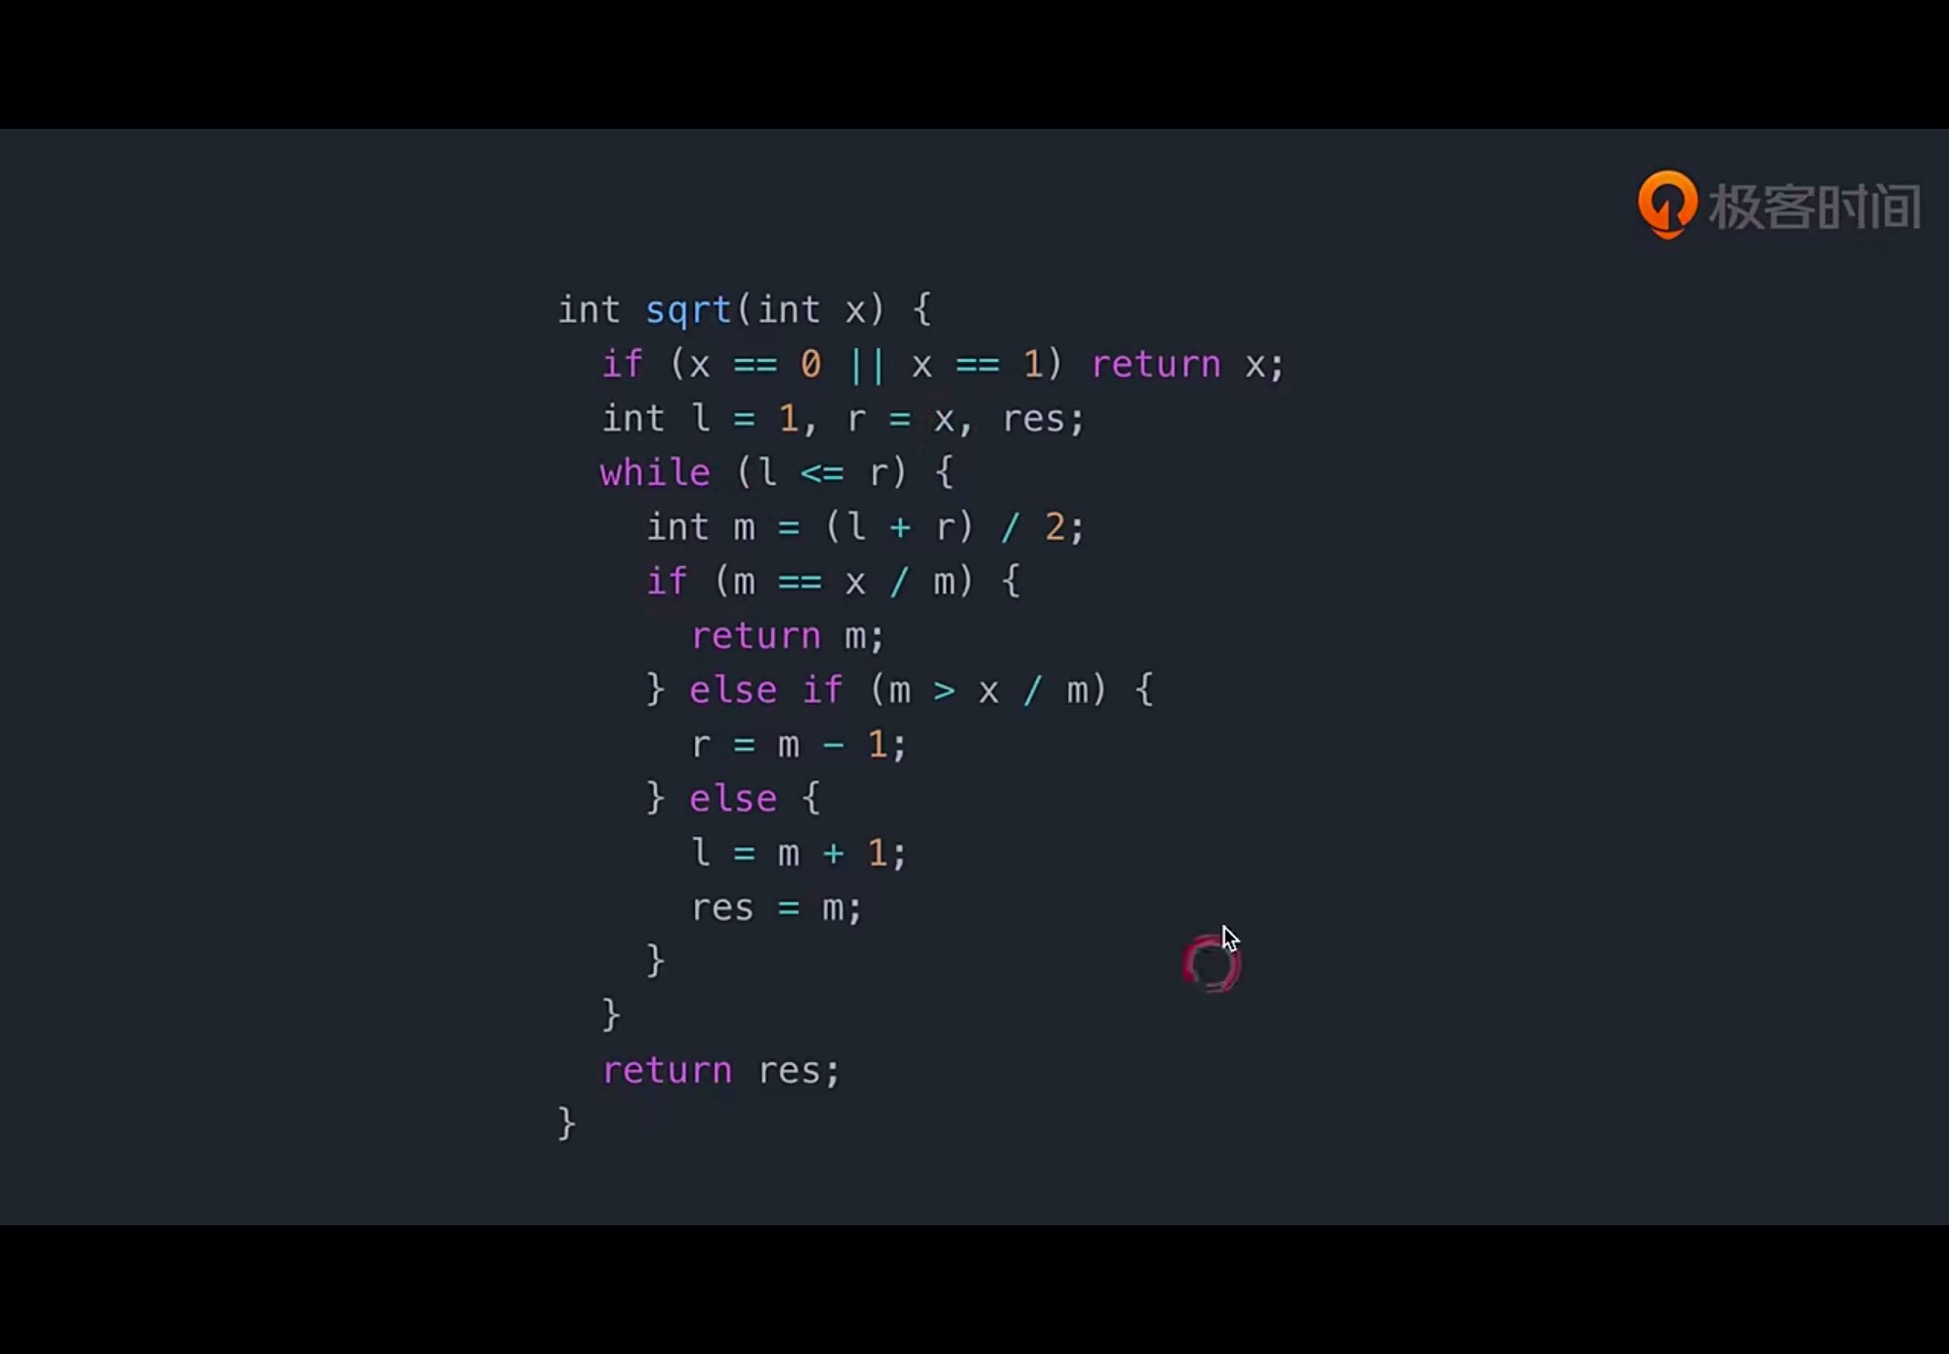 极客时间
int sqrt(int x) {
  if (x == 0 || x == 1) return x;
  int l = 1, r = x, res;
  while (l <= r) {
    int m = (l + r) / 2;
    if (m == x / m) {
      return m;
    } else if (m > x / m) {
      r = m - 1;
    } else {
      l = m + 1;
      res = m;
    }
  }
  return res;
}